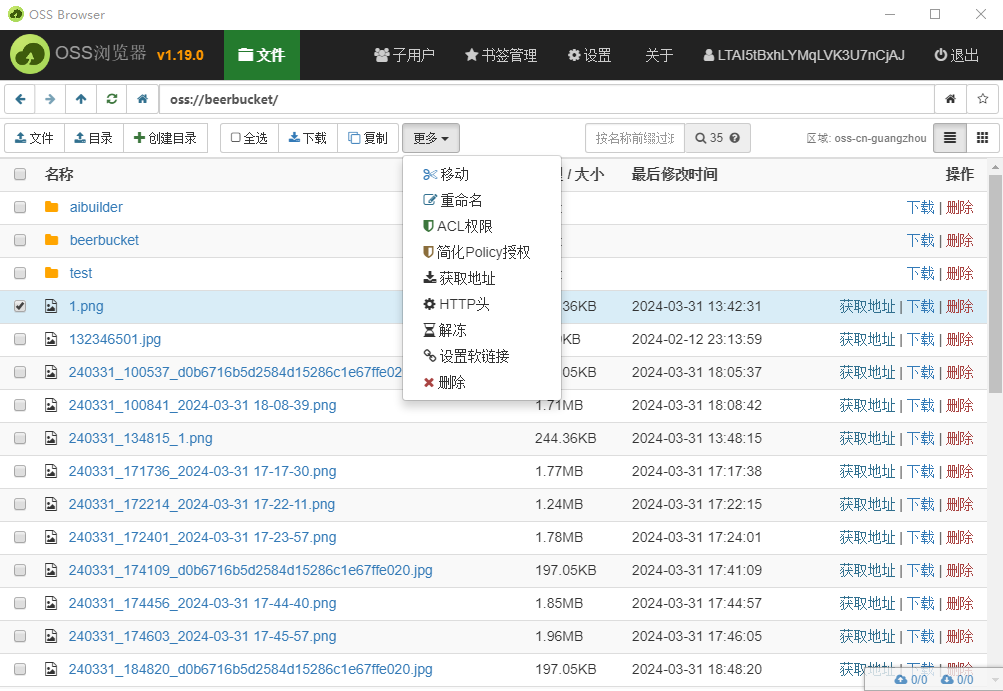 OSS Browser
OSS浏览器 v1.19.0 文件 子用户 书签管理 设置 关于 LTAI5tBxhLYMqLVK3U7nCjAJ 退出
oss://beerbucket/
文件 目录 创建目录 全选 下载 复制 更多 按名称前缀过 35 区域: oss-cn-guangzhou
名称 / 大小 最后修改时间 操作
移动
重命名
ACL权限
简化Policy授权
获取地址
HTTP头
解冻
设置软链接
删除
aibuilder 下载 | 删除
beerbucket 下载 | 删除
test 下载 | 删除
1.png 36KB 2024-03-31 13:42:31 获取地址 | 下载 | 删除
132346501.jpg KB 2024-02-12 23:13:59 获取地址 | 下载 | 删除
240331_100537_d0b6716b5d2584d15286c1e67ffe02 05KB 2024-03-31 18:05:37 获取地址 | 下载 | 删除
240331_100841_2024-03-31 18-08-39.png 1.71MB 2024-03-31 18:08:42 获取地址 | 下载 | 删除
240331_134815_1.png 244.36KB 2024-03-31 13:48:15 获取地址 | 下载 | 删除
240331_171736_2024-03-31 17-17-30.png 1.77MB 2024-03-31 17:17:38 获取地址 | 下载 | 删除
240331_172214_2024-03-31 17-22-11.png 1.24MB 2024-03-31 17:22:15 获取地址 | 下载 | 删除
240331_172401_2024-03-31 17-23-57.png 1.78MB 2024-03-31 17:24:01 获取地址 | 下载 | 删除
240331_174109_d0b6716b5d2584d15286c1e67ffe020.jpg 197.05KB 2024-03-31 17:41:09 获取地址 | 下载 | 删除
240331_174456_2024-03-31 17-44-40.png 1.85MB 2024-03-31 17:44:57 获取地址 | 下载 | 删除
240331_174603_2024-03-31 17-45-57.png 1.96MB 2024-03-31 17:46:05 获取地址 | 下载 | 删除
240331_184820_d0b6716b5d2584d15286c1e67ffe020.jpg 197.05KB 2024-03-31 18:48:20 获取地址 | 下载 | 删除
0/0 0/0